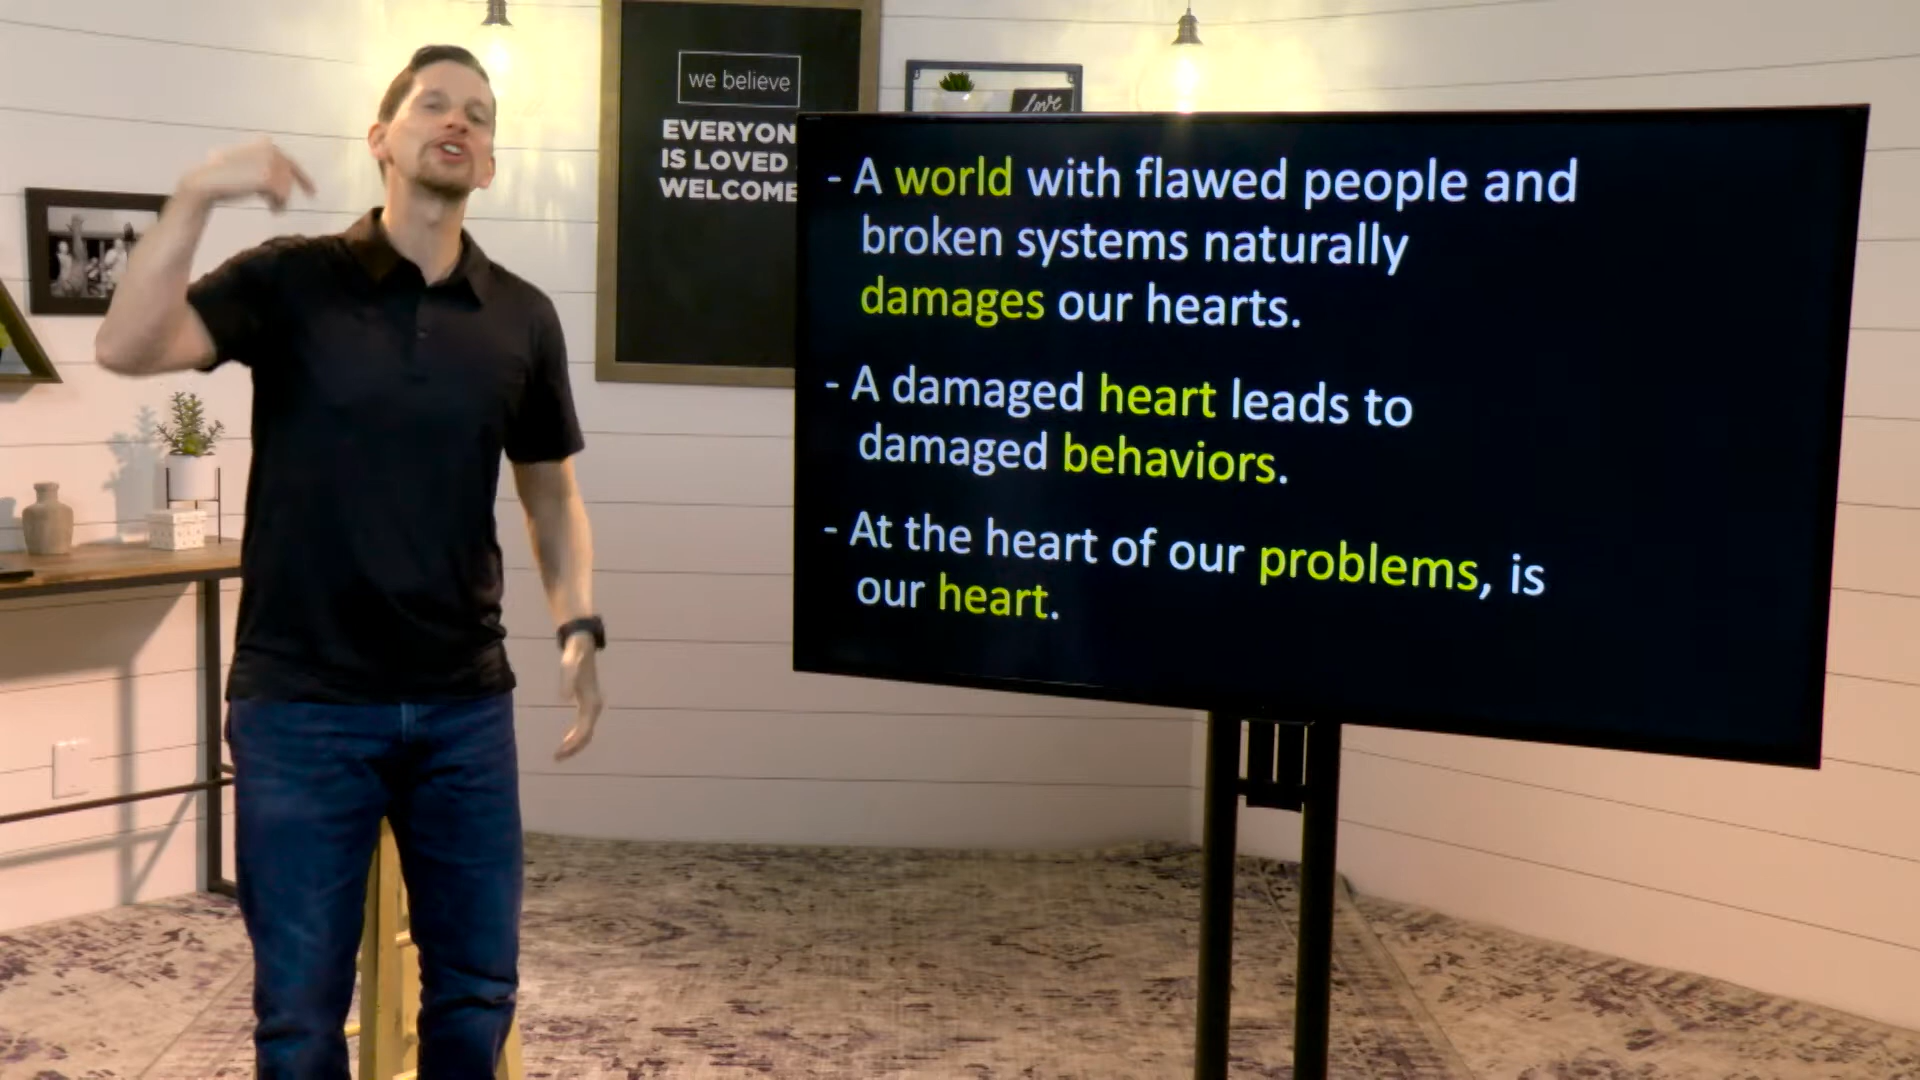 we believe
EVERYON
IS LOVED
WELCOME
love
- A world with flawed people and
broken systems naturally
damages our hearts.
- A damaged heart leads to
damaged behaviors.
- At the heart of our problems, is
our heart.